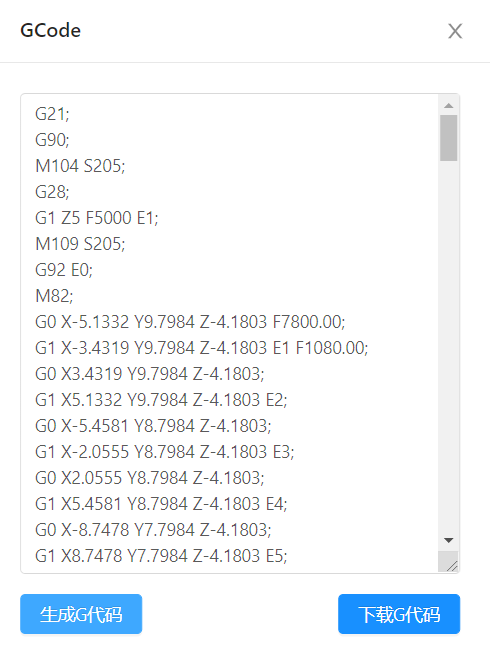 GCode
G21;
G90;
M104 S205;
G28;
G1 Z5 F5000 E1;
M109 S205;
G92 E0;
M82;
G0 X-5.1332 Y9.7984 Z-4.1803 F7800.00;
G1 X-3.4319 Y9.7984 Z-4.1803 E1 F1080.00;
G0 X3.4319 Y9.7984 Z-4.1803;
G1 X5.1332 Y9.7984 Z-4.1803 E2;
G0 X-5.4581 Y8.7984 Z-4.1803;
G1 X-2.0555 Y8.7984 Z-4.1803 E3;
G0 X2.0555 Y8.7984 Z-4.1803;
G1 X5.4581 Y8.7984 Z-4.1803 E4;
G0 X-8.7478 Y7.7984 Z-4.1803;
G1 X8.7478 Y7.7984 Z-4.1803 E5;
生成G代码 下载G代码